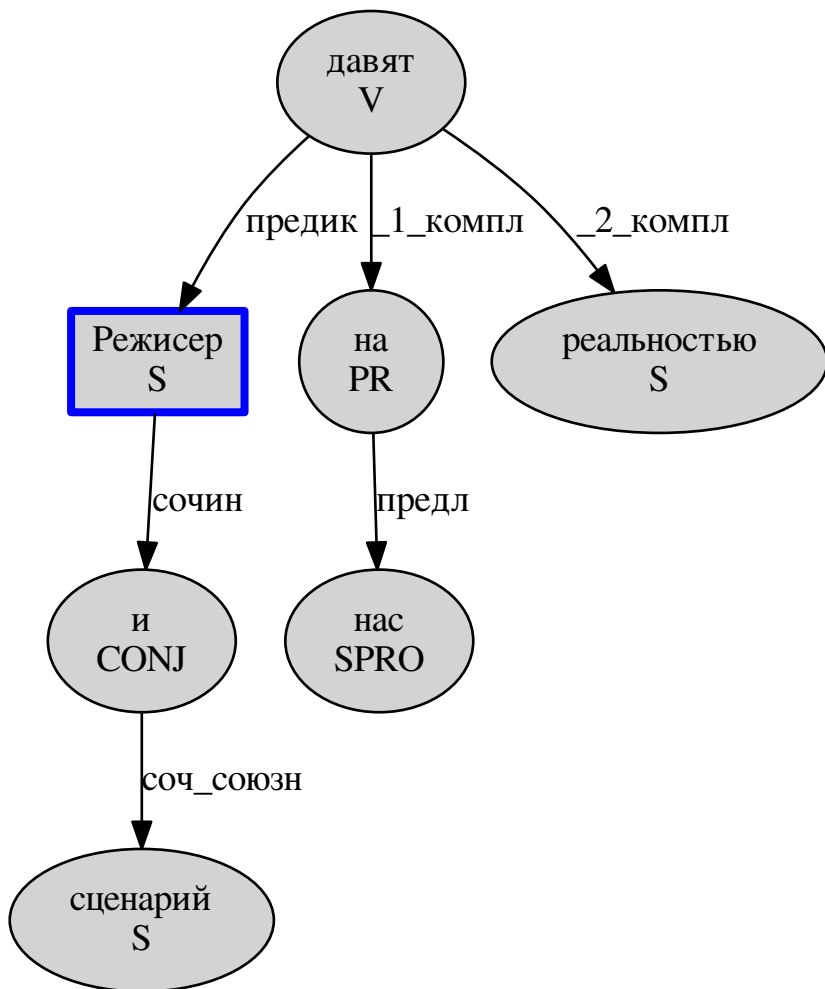 давят
V
предик
_1_компл
_2_компл
Режисер
S
на
PR
реальностью
S
сочин
предл
и
CONJ
нас
SPRO
соч_союзн
сценарий
S